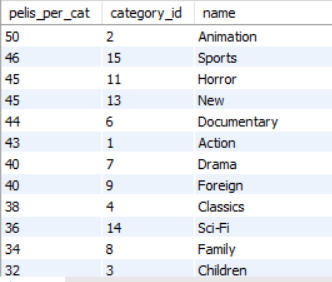 pelis_per_cat category_id name
50 2 Animation
46 15 Sports
45 11 Horror
45 13 New
44 6 Documentary
43 1 Action
40 7 Drama
40 9 Foreign
38 4 Classics
36 14 Sci-Fi
34 8 Family
32 3 Children